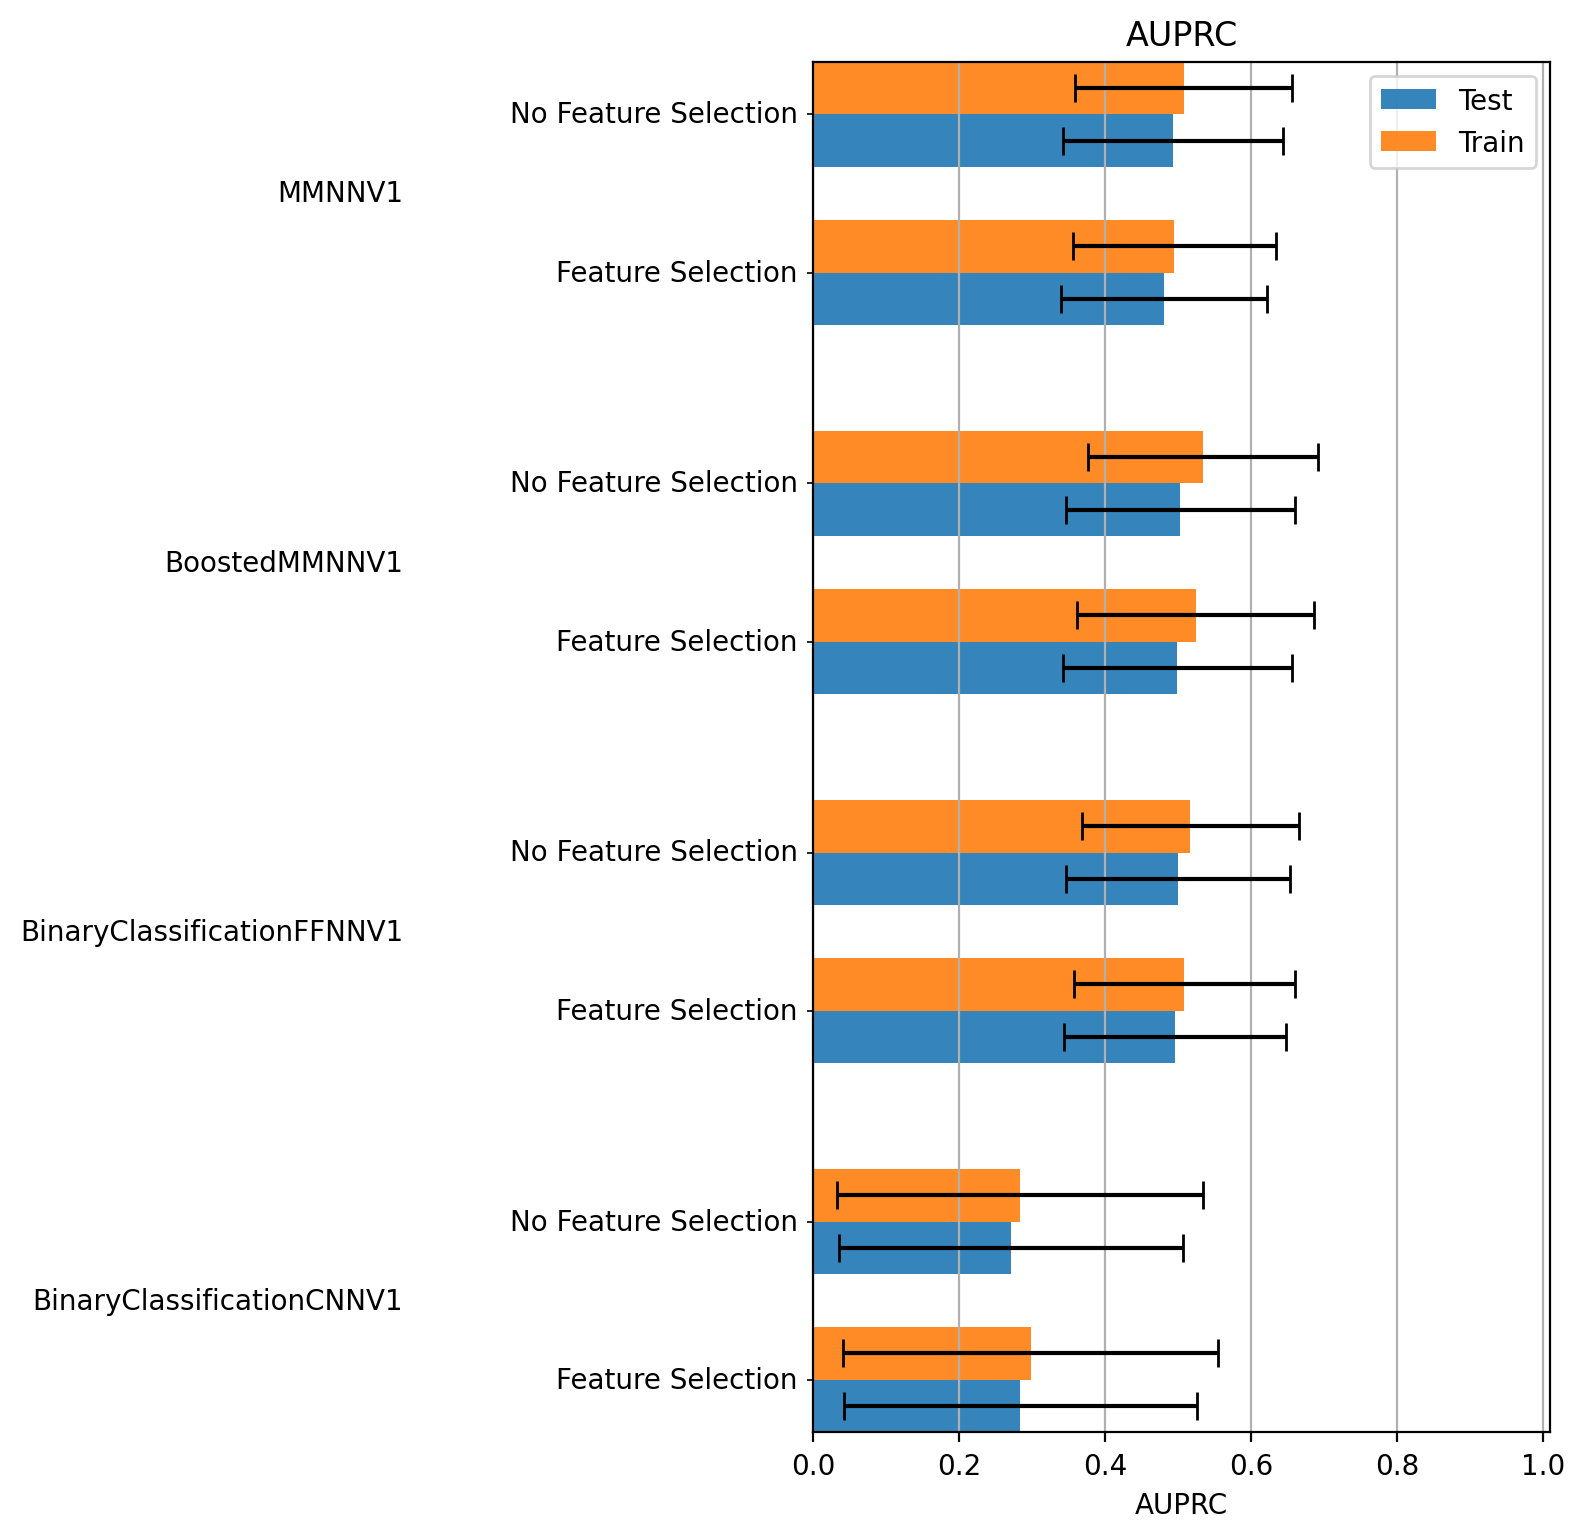 AUPRC
Test
Train
No Feature Selection
MMNNV1
Feature Selection
No Feature Selection
BoostedMMNNV1
Feature Selection
No Feature Selection
BinaryClassificationFFNNV1
Feature Selection
No Feature Selection
BinaryClassificationCNNV1
Feature Selection
0.0 0.2 0.4 0.6 0.8 1.0
AUPRC